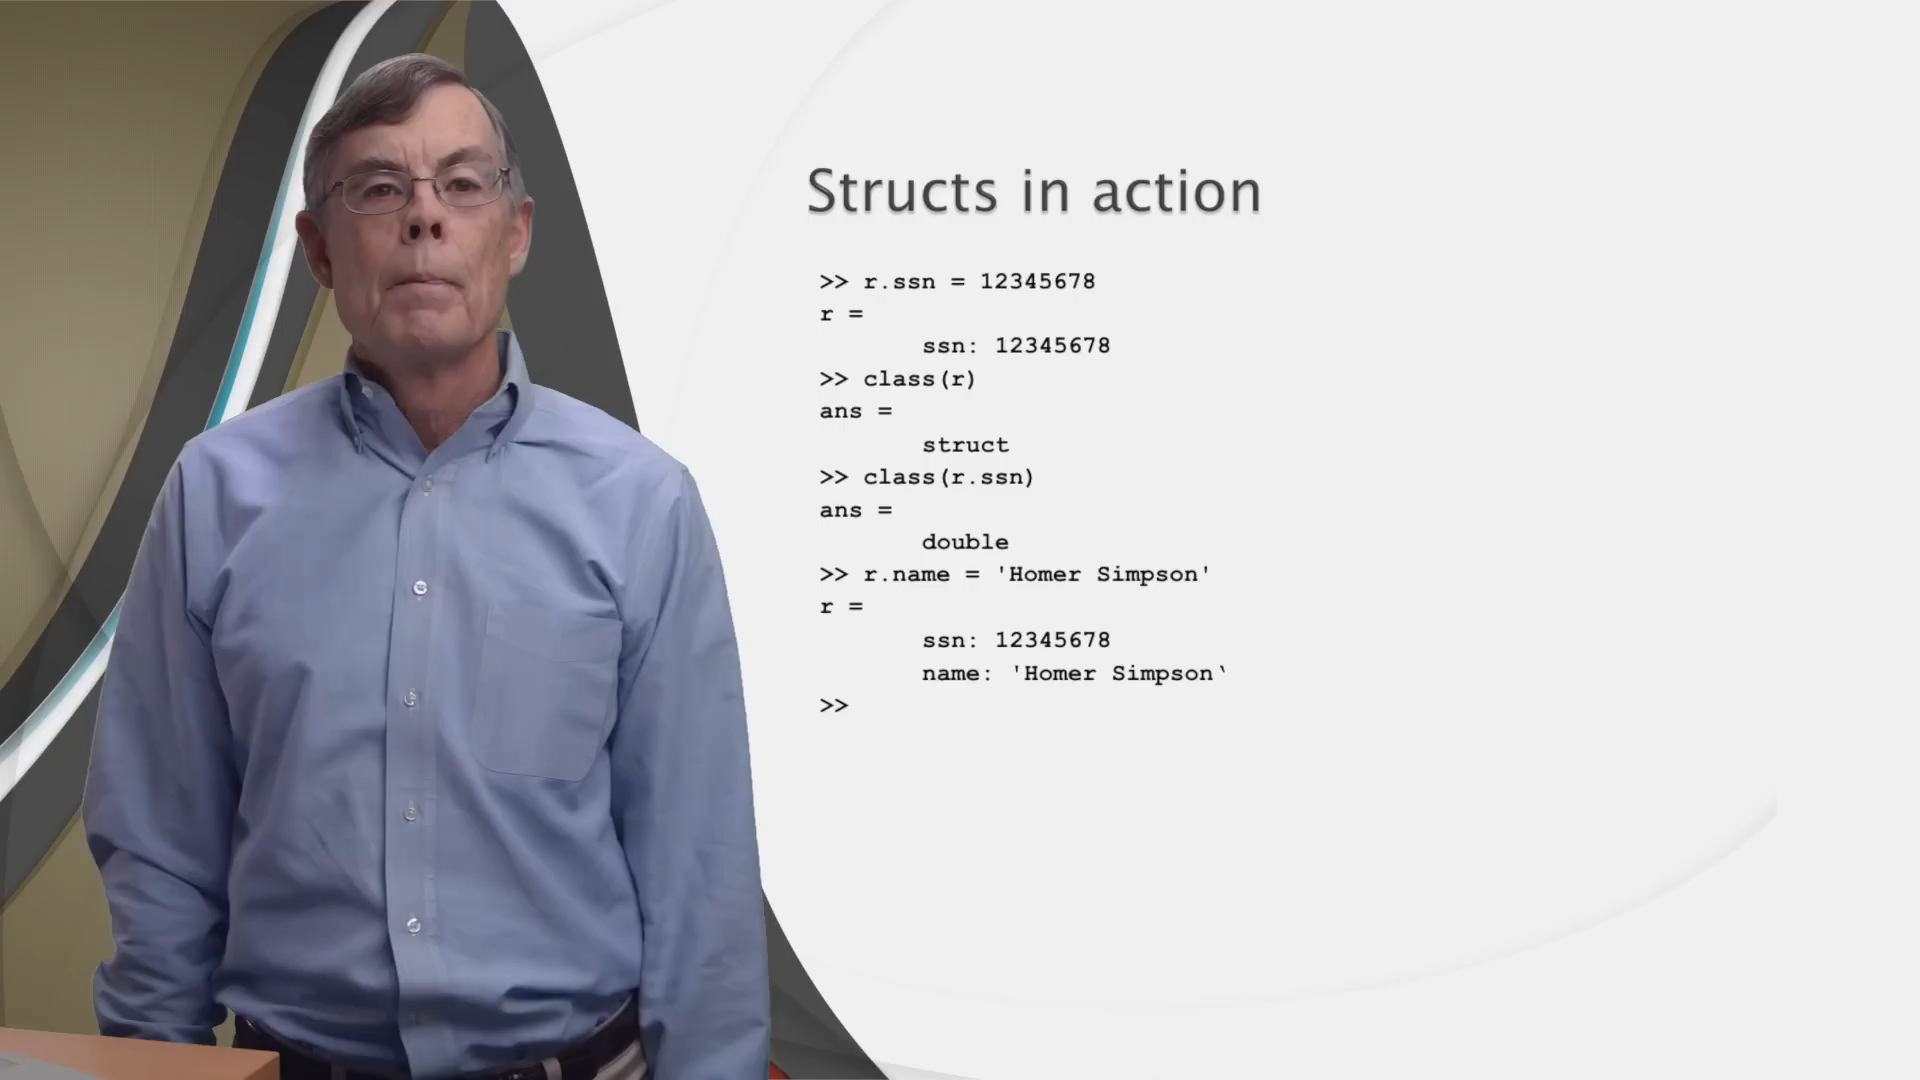 Structs in action
>> r.ssn = 12345678
r =
ssn: 12345678
>> class(r)
ans =
struct
>> class(r.ssn)
ans =
double
>> r.name = 'Homer Simpson'
r =
ssn: 12345678
name: 'Homer Simpson‛
>>